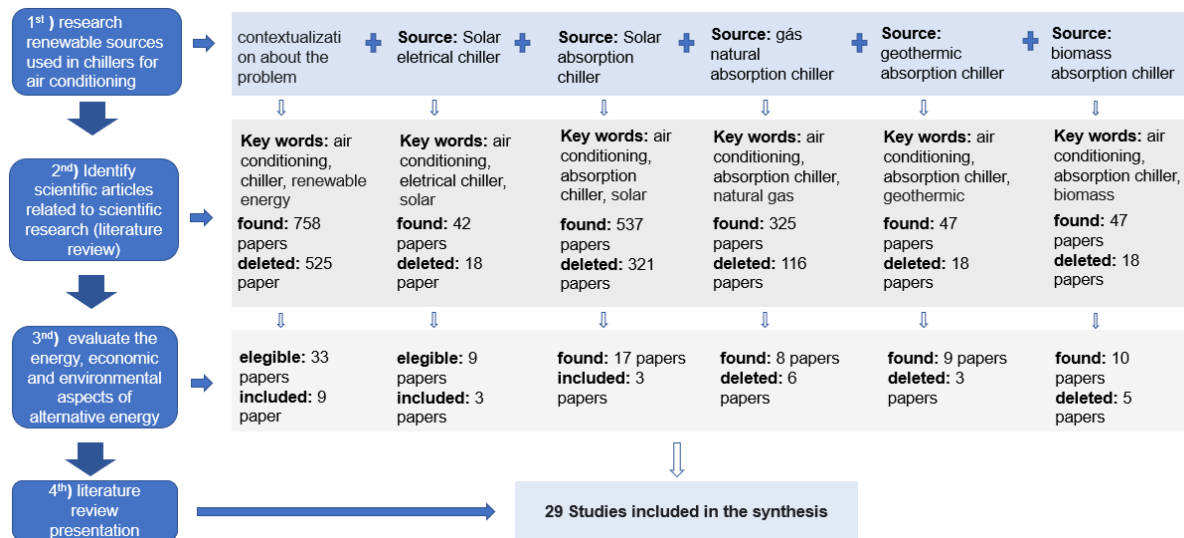 1st ) research
renewable sources
used in chillers for
air conditioning
contextualizati
on about the
problem
+
Source: Solar
eletrical chiller
+
Source: Solar
absorption
chiller
+
Source: gás
natural
absorption chiller
+
Source:
geothermic
absorption chiller
+
Source:
biomass
absorption chiller
2nd) Identify
scientific articles
related to scientific
research (literature
review)
Key words: air
conditioning,
chiller, renewable
energy
found: 758
papers
deleted: 525
paper
Key words: air
conditioning,
eletrical chiller,
solar
found: 42
papers
deleted: 18
paper
Key words: air
conditioning,
absorption
chiller, solar
found: 537
papers
deleted: 321
papers
Key words: air
conditioning,
absorption chiller,
natural gas
found: 325
papers
deleted: 116
papers
Key words: air
conditioning,
absorption chiller,
geothermic
found: 47
papers
deleted: 18
papers
Key words: air
conditioning,
absorption chiller,
biomass
found: 47
papers
deleted: 18
papers
3nd) evaluate the
energy, economic
and environmental
aspects of
alternative energy
elegible: 33
papers
included: 9
paper
elegible: 9
papers
included: 3
papers
found: 17 papers
included: 3
papers
found: 8 papers
deleted: 6
papers
found: 9 papers
deleted: 3
papers
found: 10
papers
deleted: 5
papers
4th) literature
review
presentation
29 Studies included in the synthesis